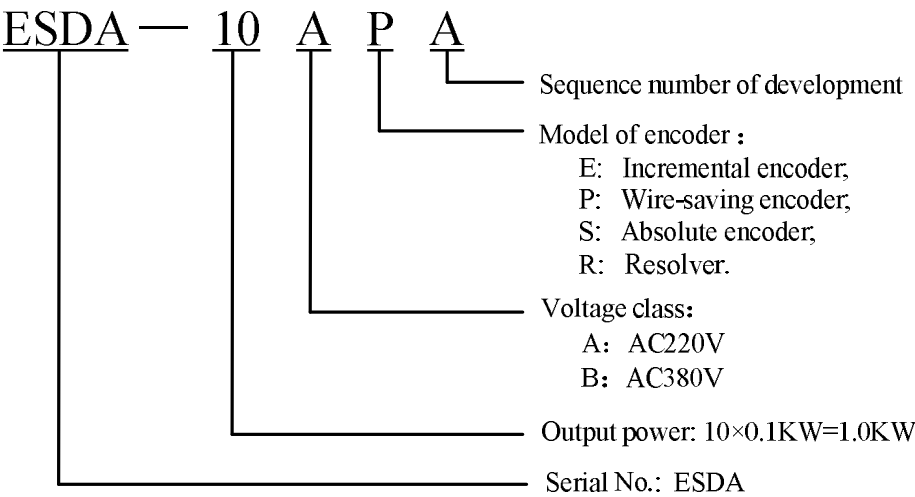 ESDA — 10 A P A
Sequence number of development
Model of encoder：
E: Incremental encoder;
P: Wire-saving encoder;
S: Absolute encoder;
R: Resolver.
Voltage class：
A：AC220V
B：AC380V
Output power: 10×0.1KW=1.0KW
Serial No.: ESDA